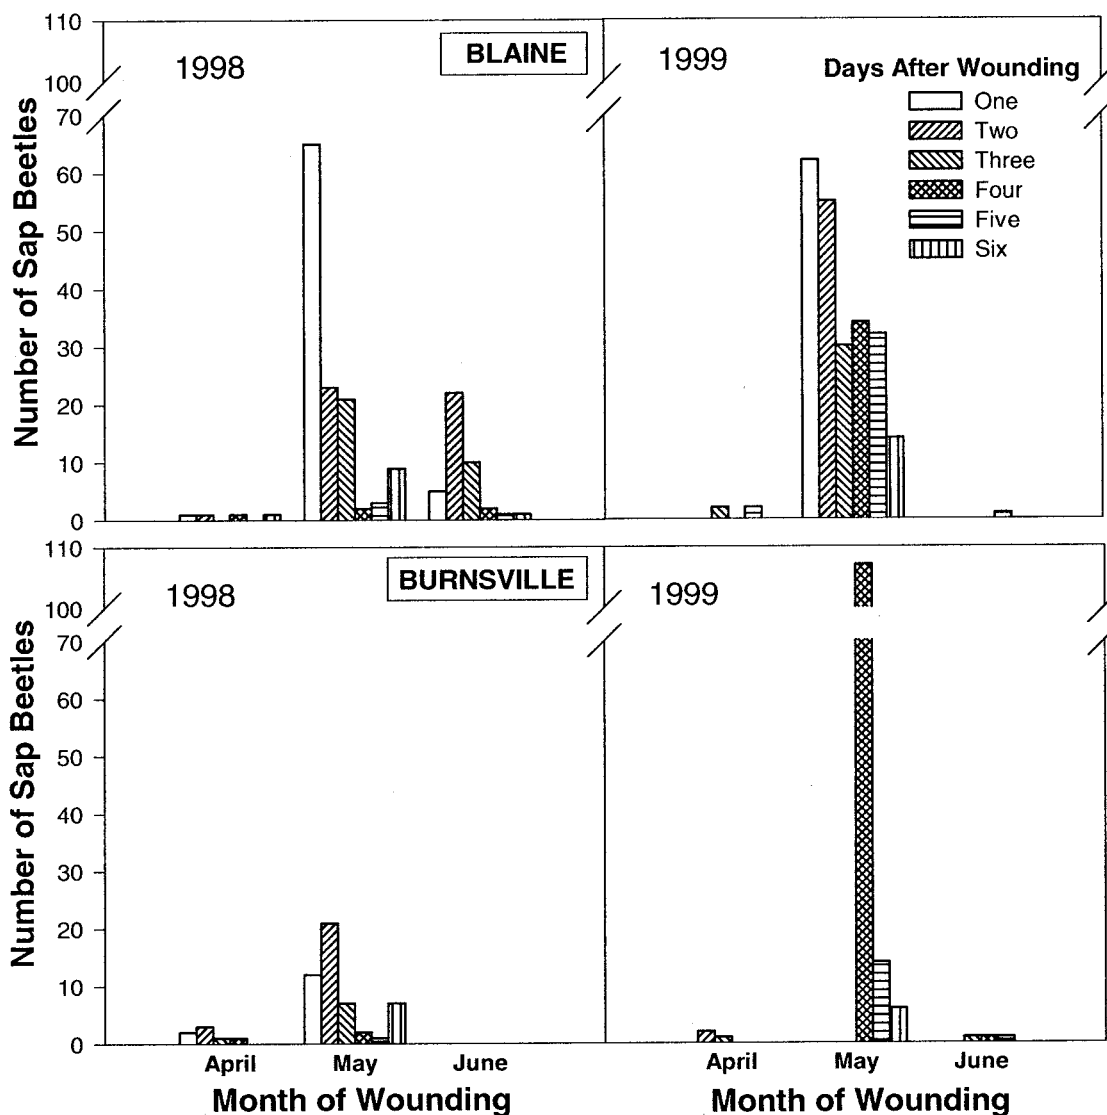 110
100
70
60
50
40
30
20
10
0
Number of Sap Beetles
1998
BLAINE
1999
Days After Wounding
One
Two
Three
Four
Five
Six
110
100
70
60
50
40
30
20
10
0
Number of Sap Beetles
1998
BURNSVILLE
1999
April May June April May June
Month of Wounding Month of Wounding